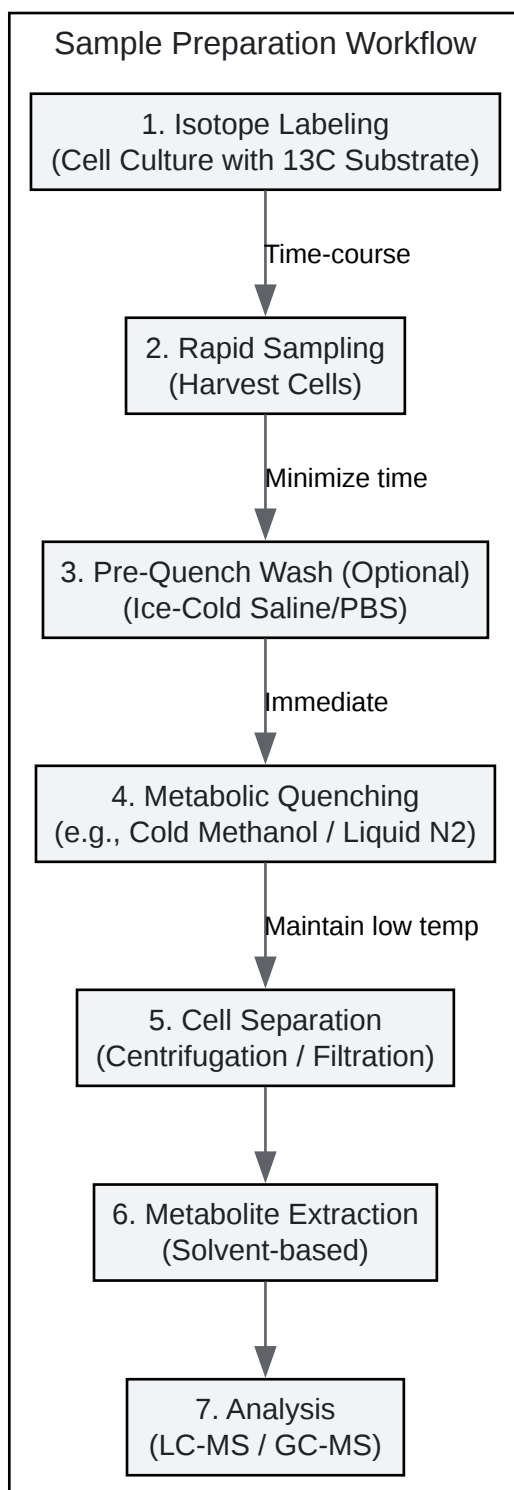 Sample Preparation Workflow
1. Isotope Labeling
(Cell Culture with 13C Substrate)
Time-course
2. Rapid Sampling
(Harvest Cells)
Minimize time
3. Pre-Quench Wash (Optional)
(Ice-Cold Saline/PBS)
Immediate
4. Metabolic Quenching
(e.g., Cold Methanol / Liquid N2)
Maintain low temp
5. Cell Separation
(Centrifugation / Filtration)
6. Metabolite Extraction
(Solvent-based)
7. Analysis
(LC-MS / GC-MS)